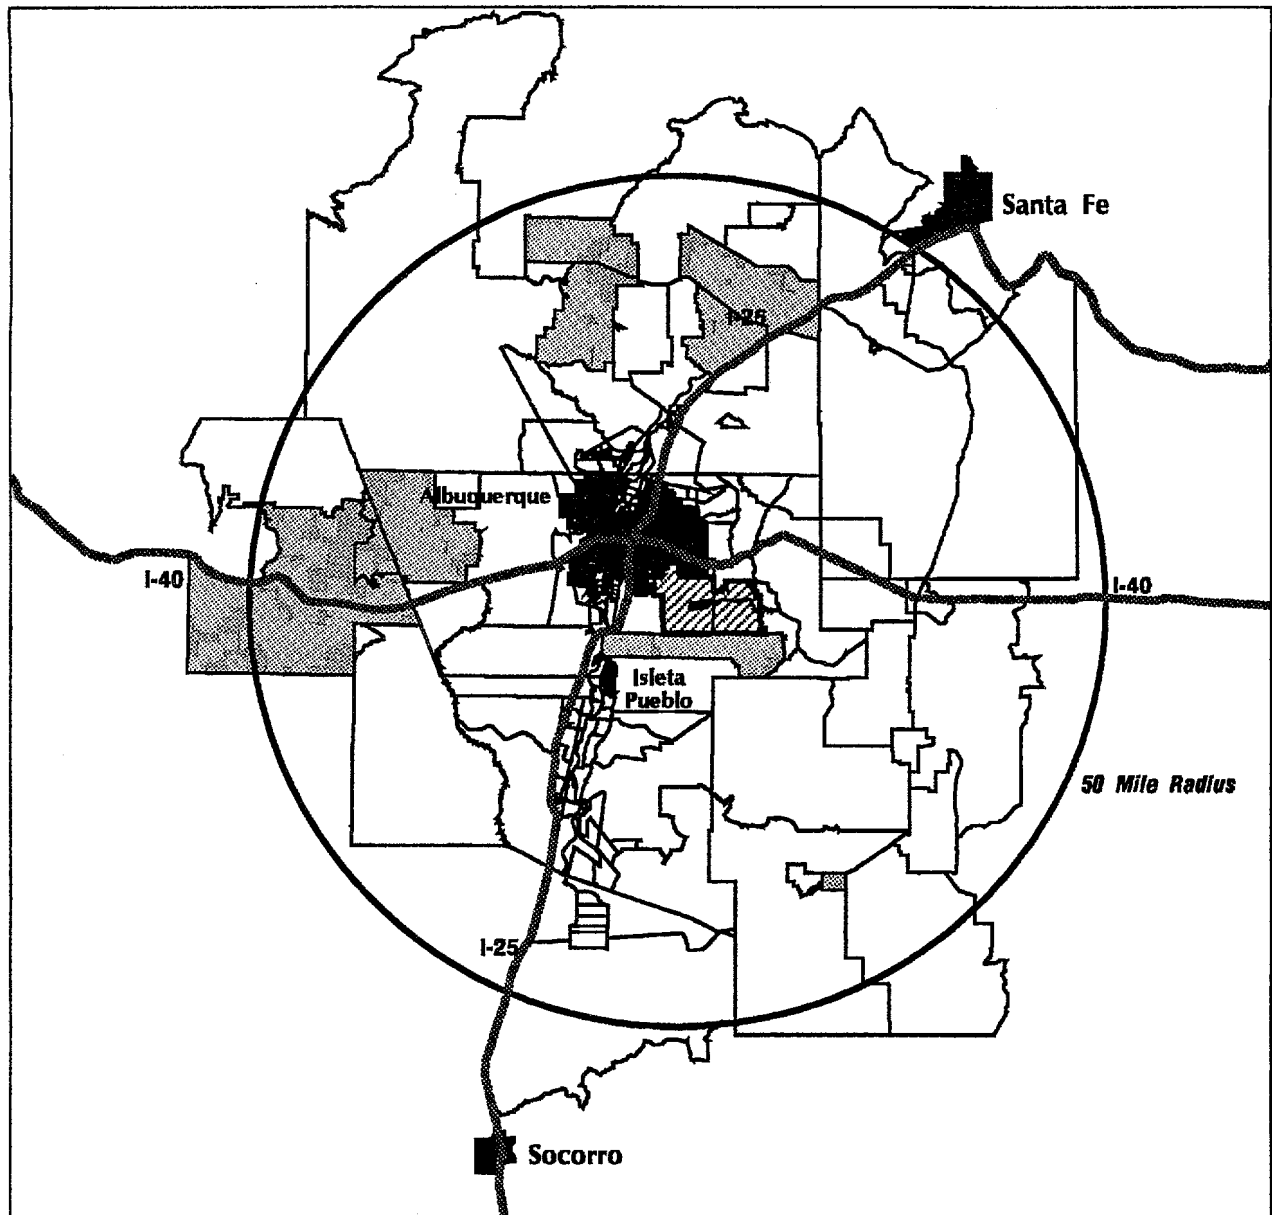 Santa Fe
I-25
Albuquerque
I-40
I-40
Isleta
Pueblo
50 Mile Radius
I-25
Socorro